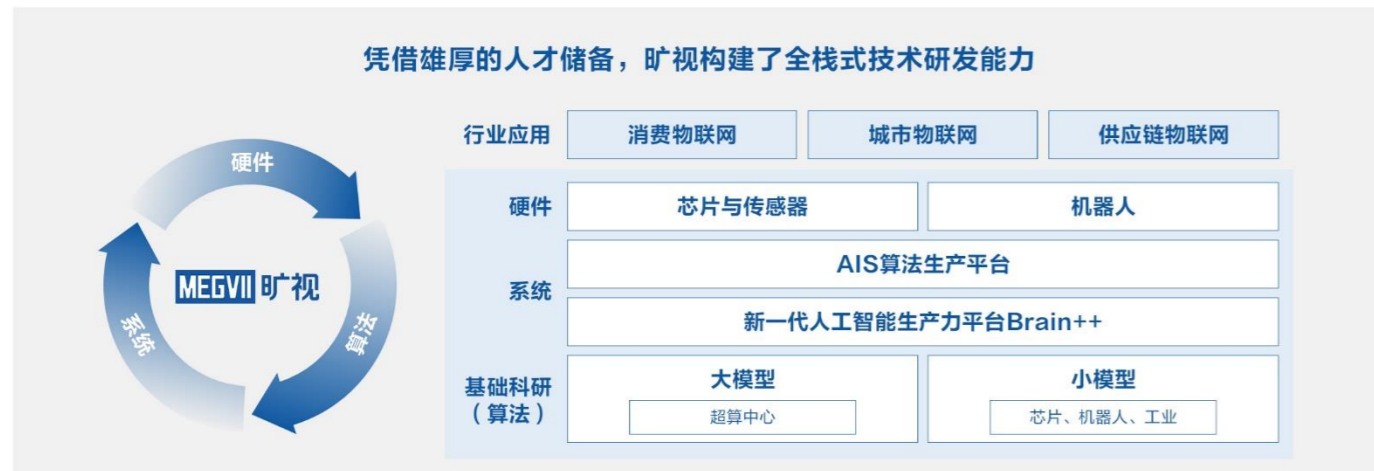 凭借雄厚的人才储备，旷视构建了全栈式技术研发能力
硬件
算法
系统
MEGVII 旷视
行业应用
消费物联网
城市物联网
供应链物联网
硬件
芯片与传感器
机器人
系统
AIS算法生产平台
新一代人工智能生产力平台Brain++
基础科研
（算法）
大模型
超算中心
小模型
芯片、机器人、工业